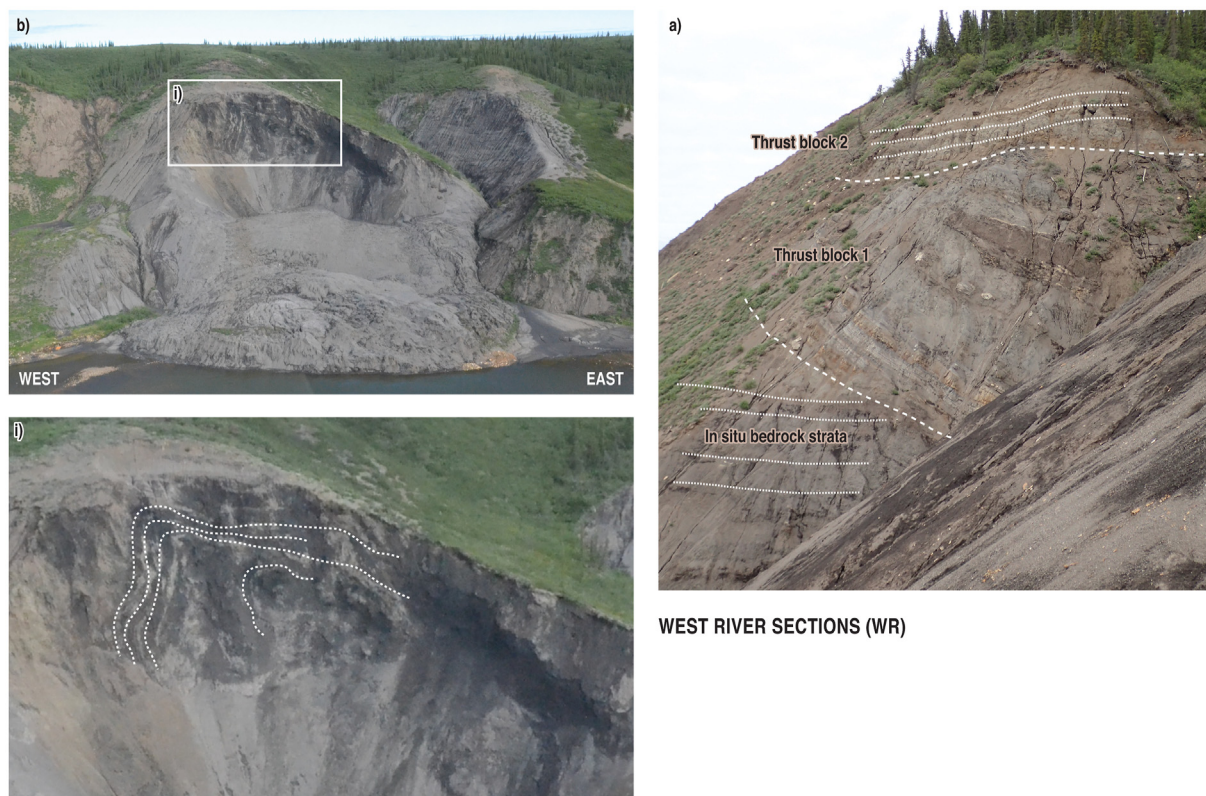 b)
i)
WEST
EAST
i)
a)
Thrust block 2
Thrust block 1
In situ bedrock strata
WEST RIVER SECTIONS (WR)